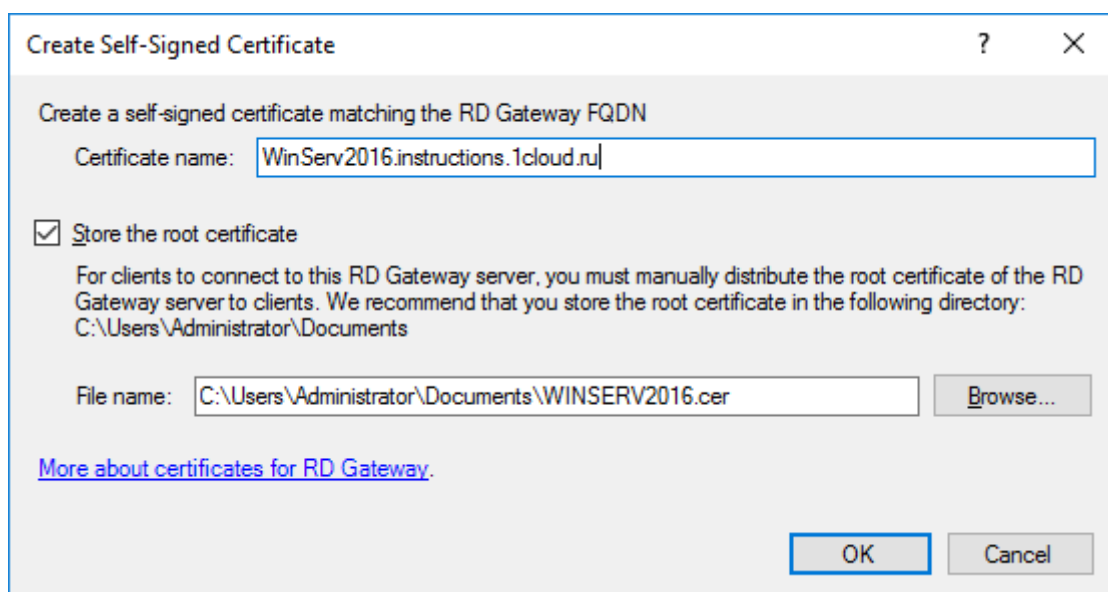 Create Self-Signed Certificate
Create a self-signed certificate matching the RD Gateway FQDN
Certificate name: WinServ2016.instructions.1cloud.ru
Store the root certificate
For clients to connect to this RD Gateway server, you must manually distribute the root certificate of the RD
Gateway server to clients. We recommend that you store the root certificate in the following directory:
C:\Users\Administrator\Documents
File name: C:\Users\Administrator\Documents\WINSERV2016.cer Browse...
More about certificates for RD Gateway.
OK Cancel